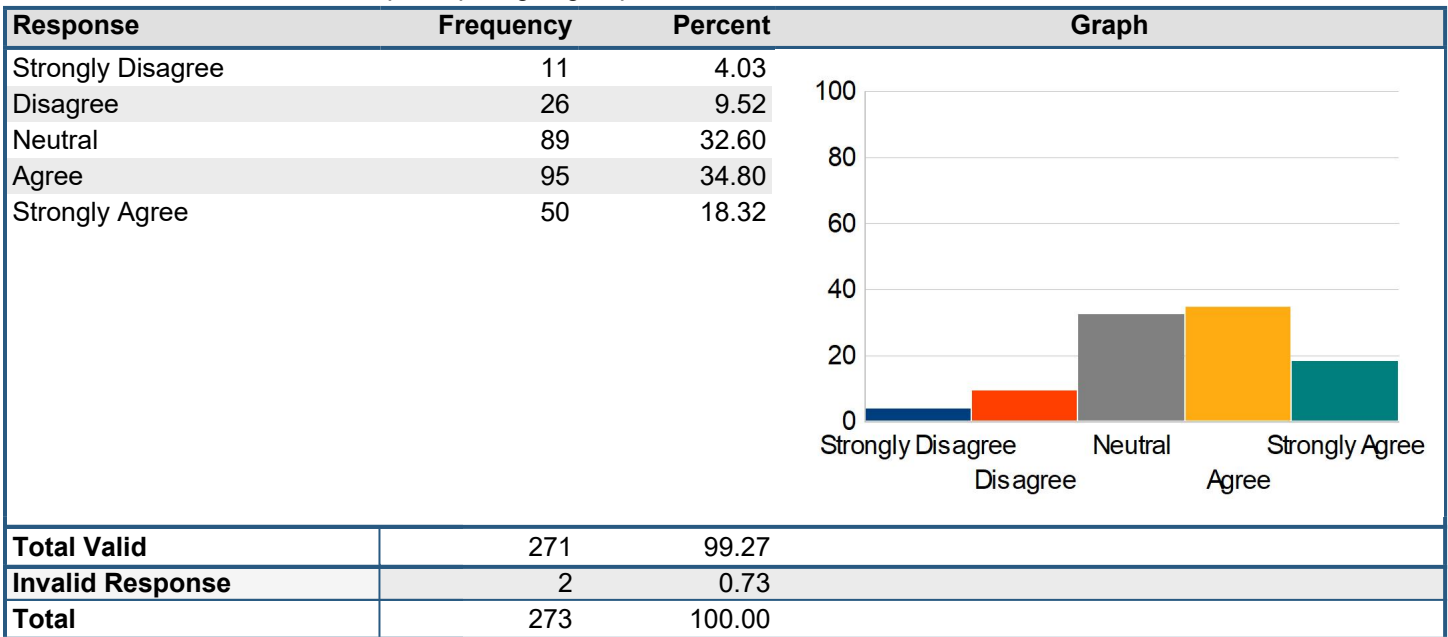 Response Frequency Percent Graph
Strongly Disagree 11 4.03
Disagree 26 9.52
Neutral 89 32.60
Agree 95 34.80
Strongly Agree 50 18.32
100
80
60
40
20
0
Strongly Disagree Neutral Strongly Agree
Disagree Agree
Total Valid 271 99.27
Invalid Response 2 0.73
Total 273 100.00